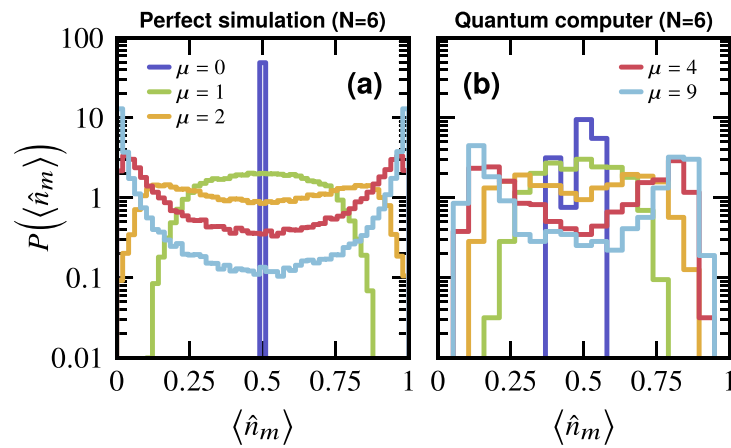 Perfect simulation (N=6)
Quantum computer (N=6)
P(⟨n̂ₘ⟩)
100
10
1
0.1
0.01
μ = 0
μ = 1
μ = 2
(a)
(b)
μ = 4
μ = 9
0 0.25 0.5 0.75 1
0 0.25 0.5 0.75 1
⟨n̂ₘ⟩
⟨n̂ₘ⟩